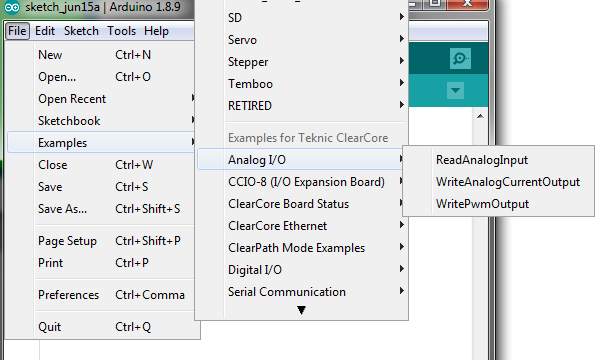 sketch_jun15a | Arduino 1.8.9
File Edit Sketch Tools Help
New Ctrl+N
Open... Ctrl+O
Open Recent
Sketchbook
Examples
Close Ctrl+W
Save Ctrl+S
Save As... Ctrl+Shift+S
Page Setup Ctrl+Shift+P
Print Ctrl+P
Preferences Ctrl+Comma
Quit Ctrl+Q
SD
Servo
Stepper
Temboo
RETIRED
Examples for Teknic ClearCore
Analog I/O
CCIO-8 (I/O Expansion Board)
ClearCore Board Status
ClearCore Ethernet
ClearPath Mode Examples
Digital I/O
Serial Communication
ReadAnalogInput
WriteAnalogCurrentOutput
WritePwmOutput